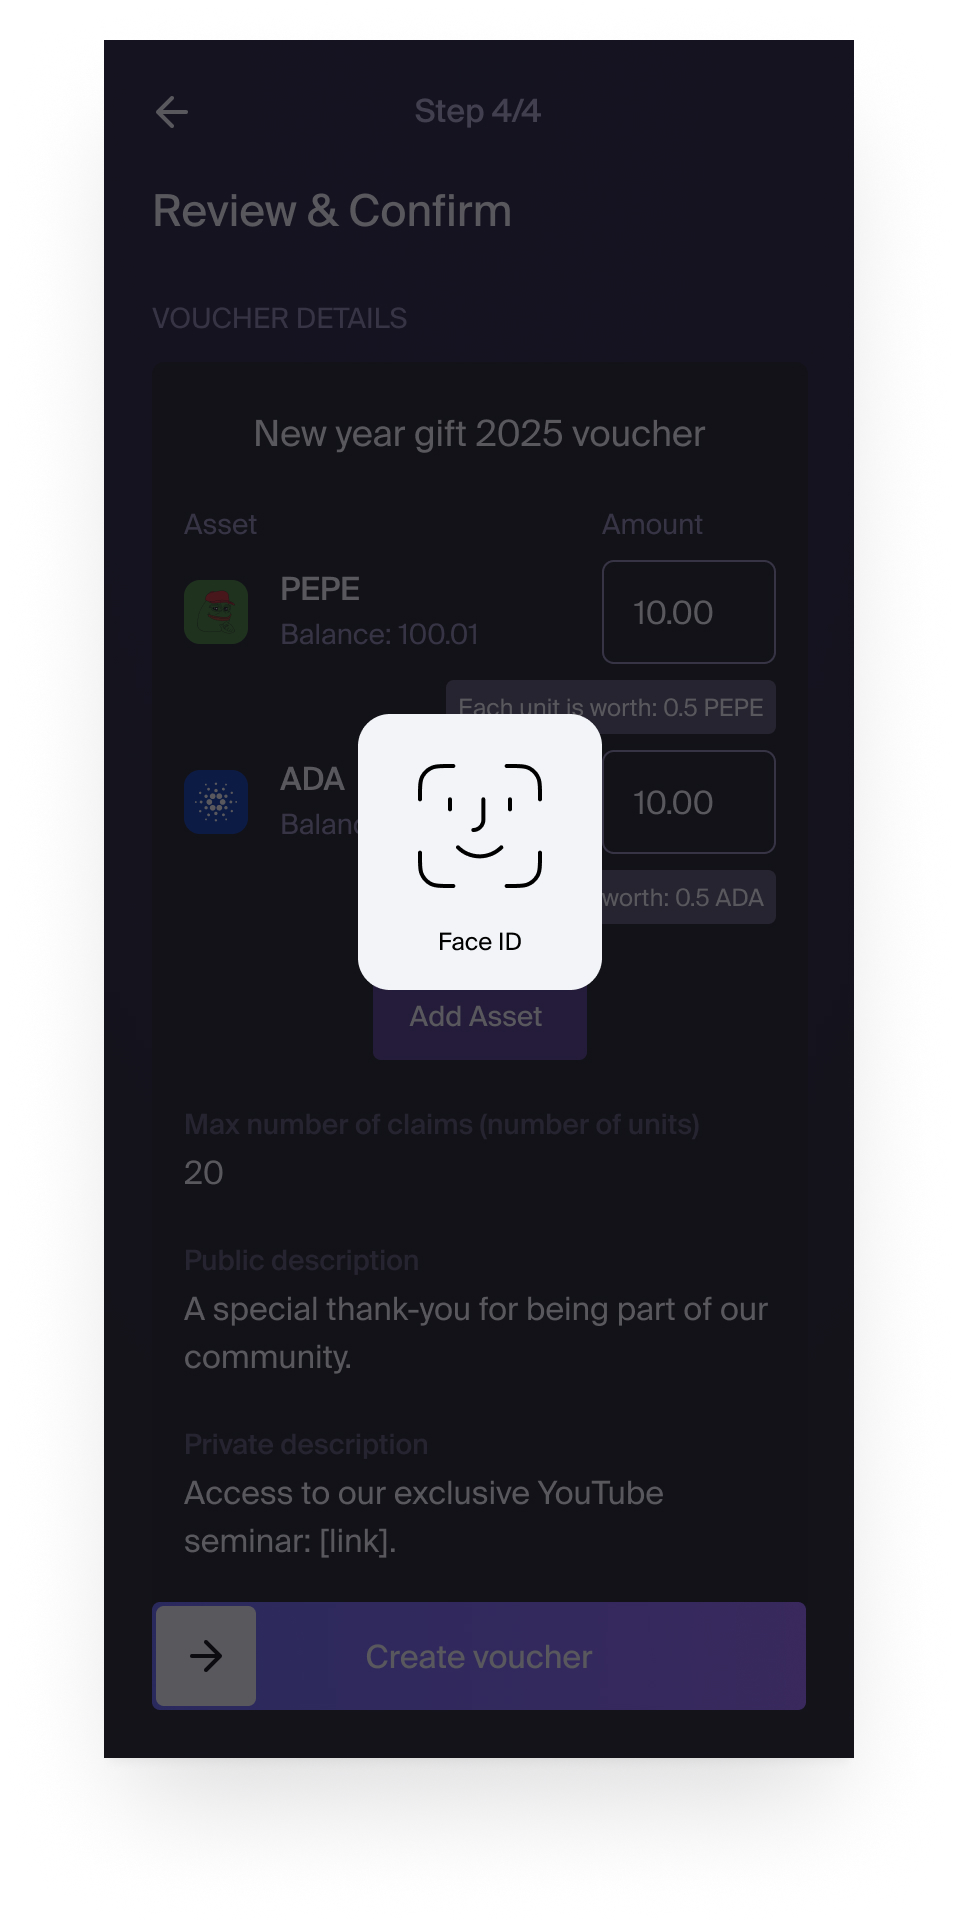 Step 4/4
Review & Confirm
VOUCHER DETAILS
New year gift 2025 voucher
Asset Amount
PEPE
Balance: 100.01
10.00
Each unit is worth: 0.5 PEPE
ADA
10.00
worth: 0.5 ADA
Face ID
Add Asset
Max number of claims (number of units)
20
Public description
A special thank-you for being part of our
community.
Private description
Access to our exclusive YouTube
seminar: [link].
Create voucher